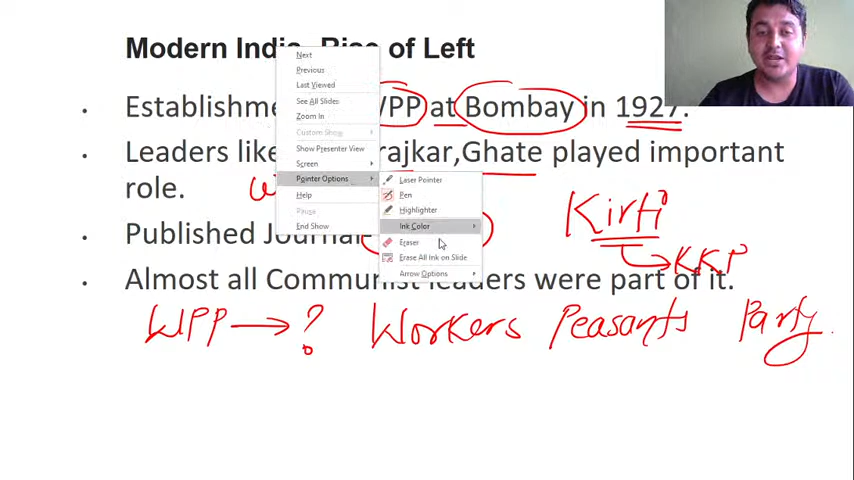 Modern India- Rise of Left
Establishme WPP at Bombay in 1927.
Leaders like rajkar,Ghate played important
role.
Published Journal-
Almost all Communist leaders were part of it.
Kirti
KKP
WPP → ? Workers Peasants Party
Next
Previous
Last Viewed
See All Slides
Zoom In
Custom Show
Show Presenter View
Screen
Pointer Options
Help
Pause
End Show
Laser Pointer
Pen
Highlighter
Ink Color
Eraser
Erase All Ink on Slide
Arrow Options